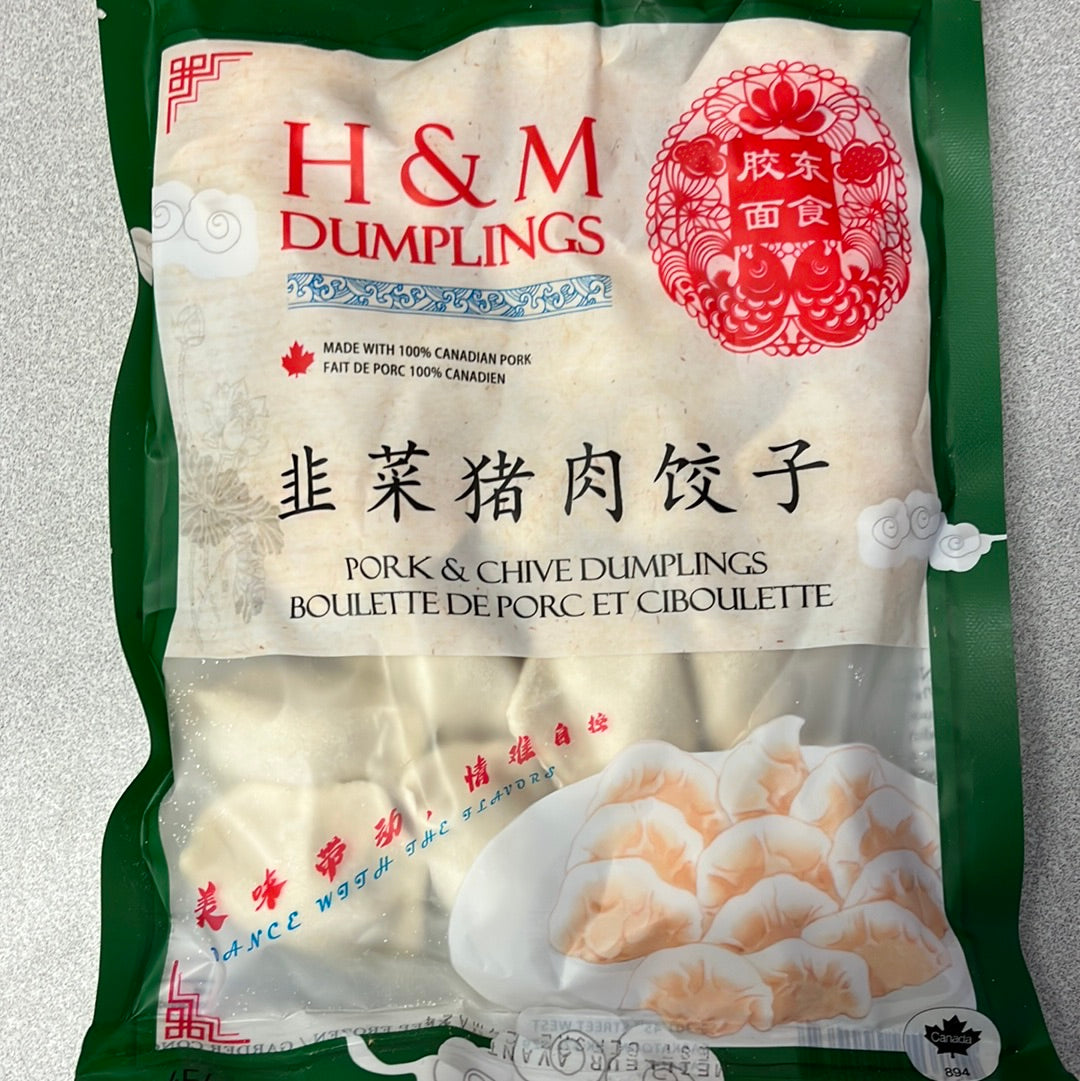 H & M
DUMPLINGS
胶东
面食
MADE WITH 100% CANADIAN PORK
FAIT DE PORC 100% CANADIEN
韭菜猪肉饺子
PORK & CHIVE DUMPLINGS
BOULETTE DE PORC ET CIBOULETTE
美味带动，情难自控
DANCE WITH THE FLAVORS
Canada
894